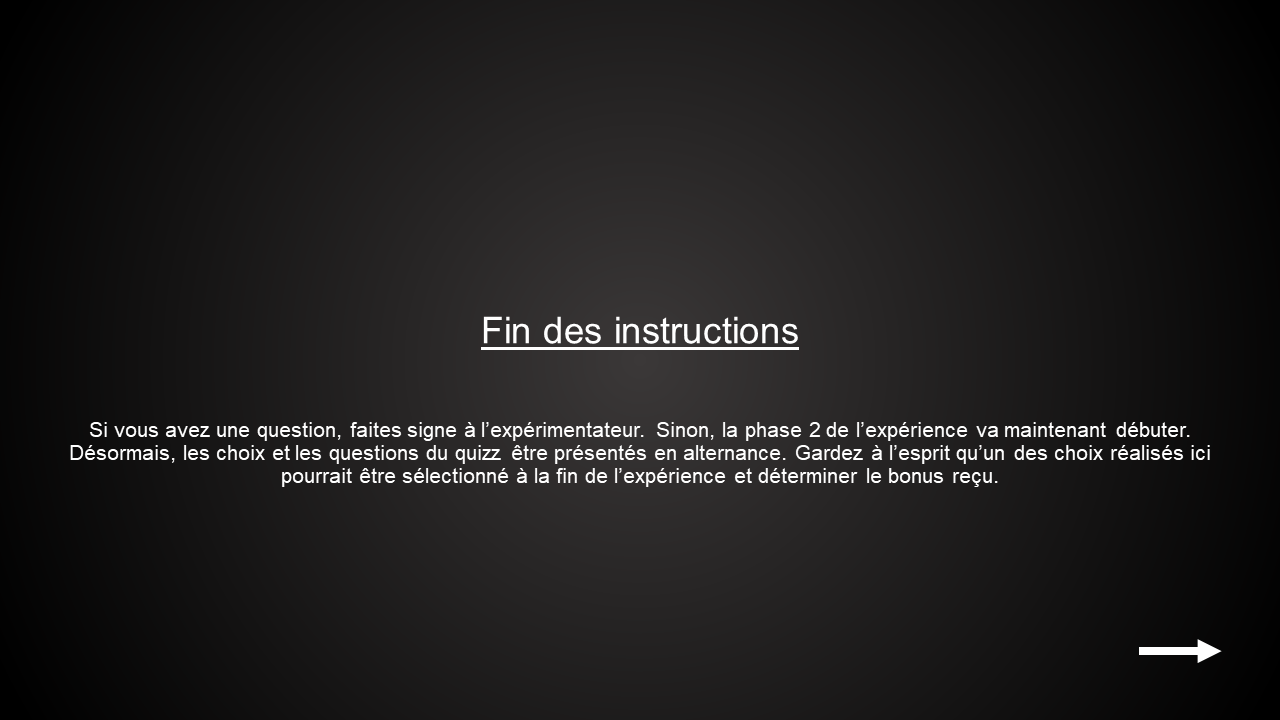 Fin des instructions
Si vous avez une question, faites signe à l’expérimentateur. Sinon, la phase 2 de l’expérience va maintenant débuter.
Désormais, les choix et les questions du quizz être présentés en alternance. Gardez à l’esprit qu’un des choix réalisés ici
pourrait être sélectionné à la fin de l’expérience et déterminer le bonus reçu.